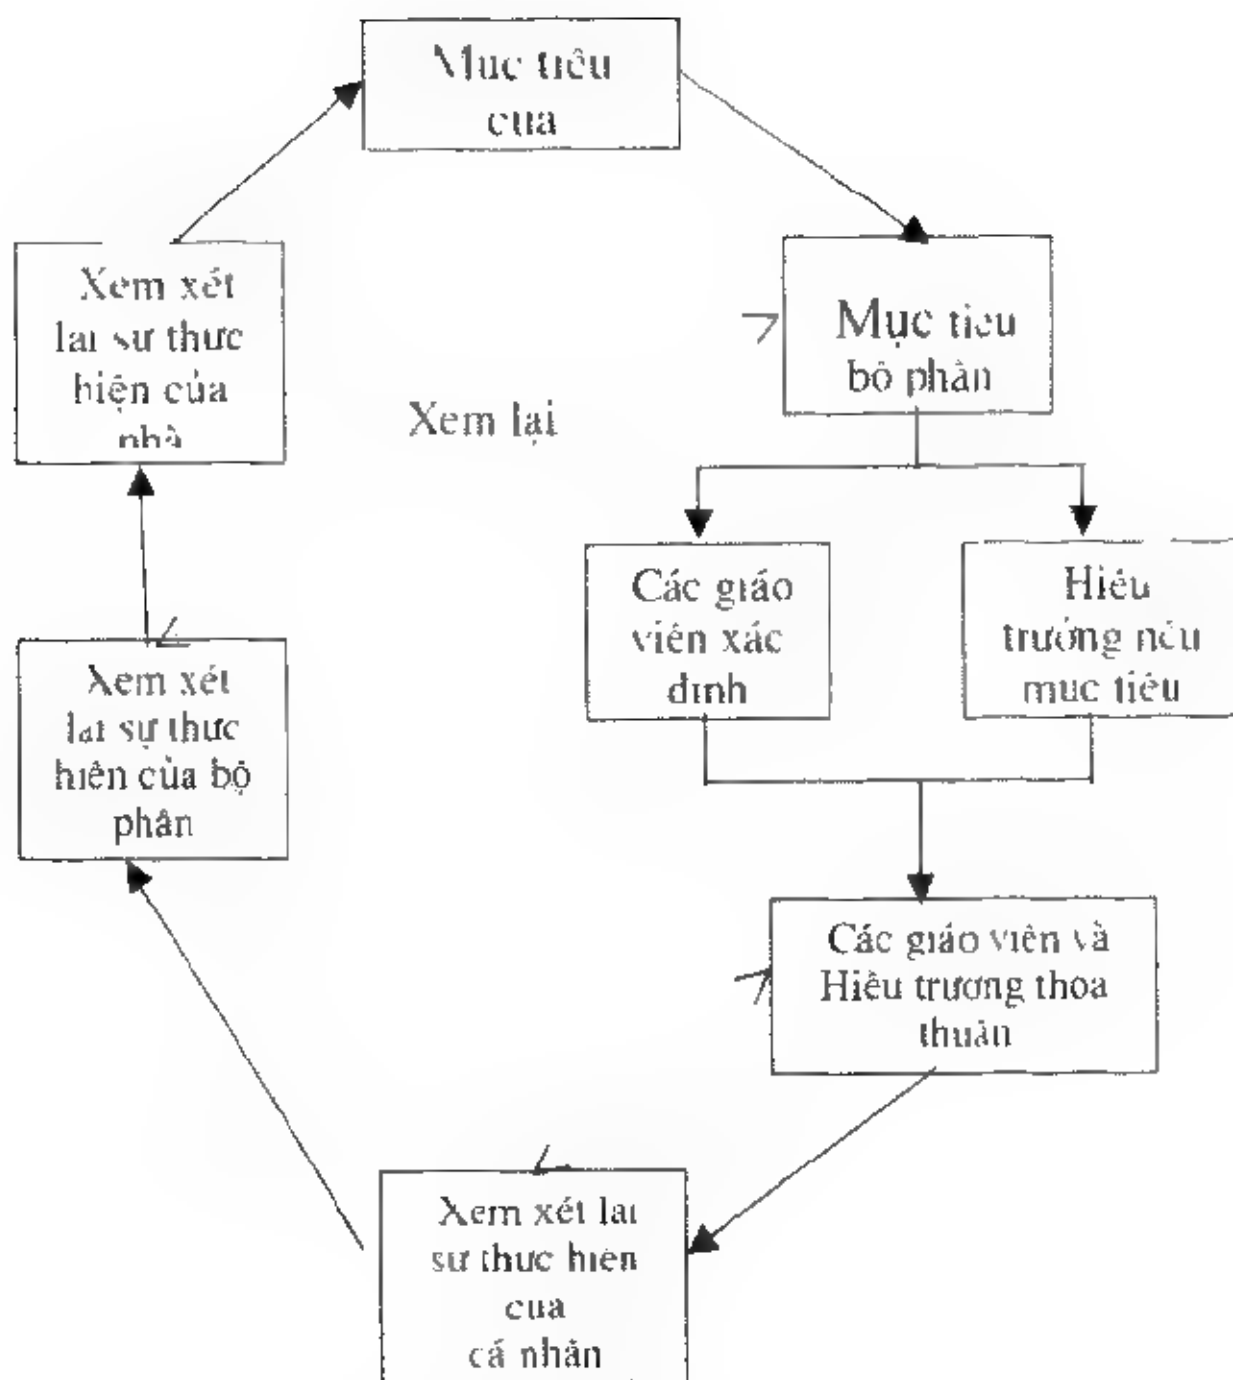 Mục tiêu
của
Xem xét
lại sự thực
hiện của
nhà
Mục tiêu
bộ phận
Xem lại
Các giáo
viên xác
định
Hiệu
trưởng nêu
mục tiêu
Xem xét
lại sự thực
hiện của bộ
phận
Các giáo viên và
Hiệu trưởng thỏa
thuận
Xem xét lại
sự thực hiện
của
cá nhân